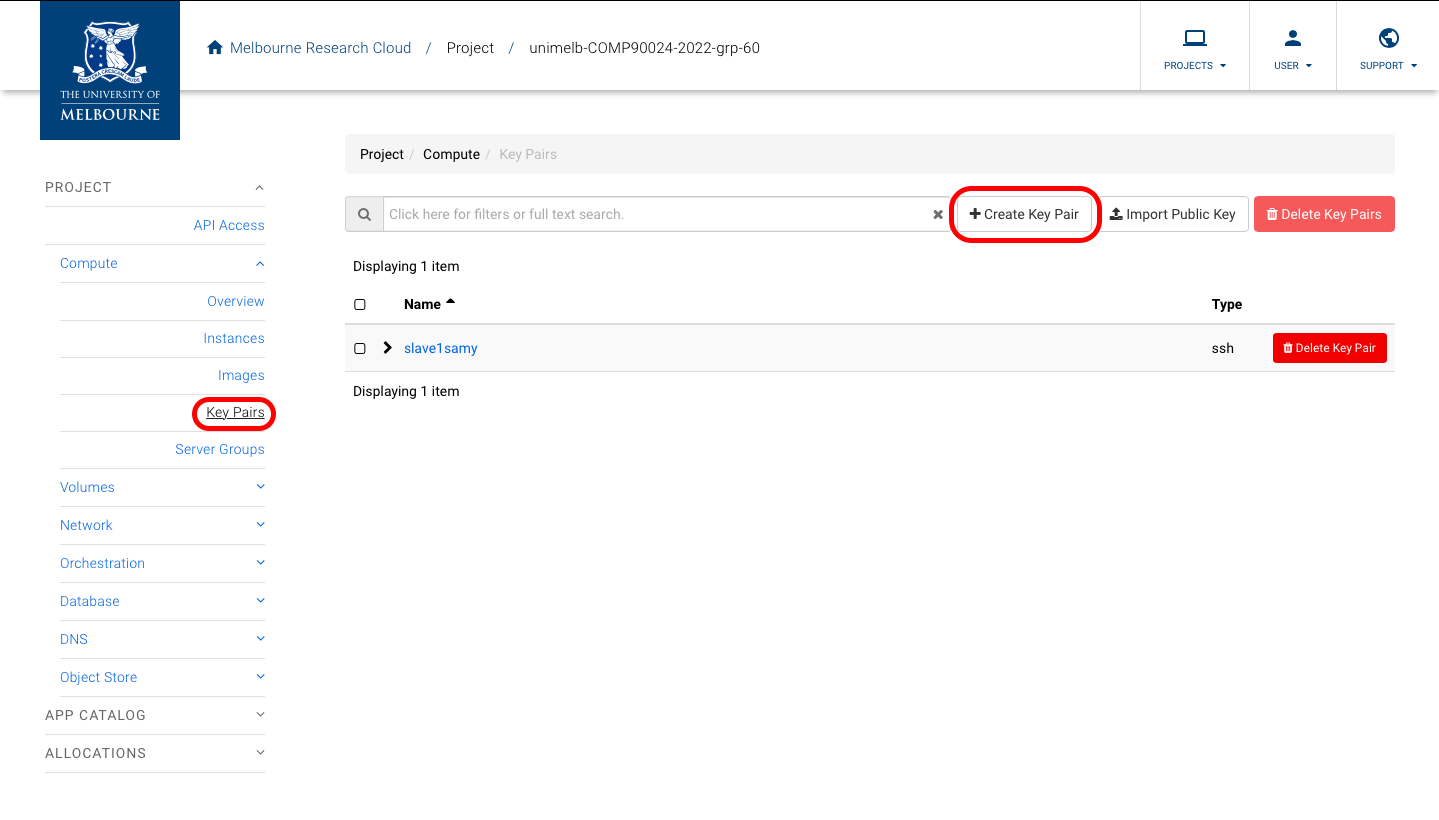 POSTERA CRESCAM LAUDE
THE UNIVERSITY OF
MELBOURNE
Melbourne Research Cloud / Project / unimelb-COMP90024-2022-grp-60
PROJECTS
USER
SUPPORT
PROJECT
API Access
Compute
Overview
Instances
Images
Key Pairs
Server Groups
Volumes
Network
Orchestration
Database
DNS
Object Store
APP CATALOG
ALLOCATIONS
Project / Compute / Key Pairs
Click here for filters or full text search.
Create Key Pair
Import Public Key
Delete Key Pairs
Displaying 1 item
Name Type
slave1samy ssh Delete Key Pair
Displaying 1 item